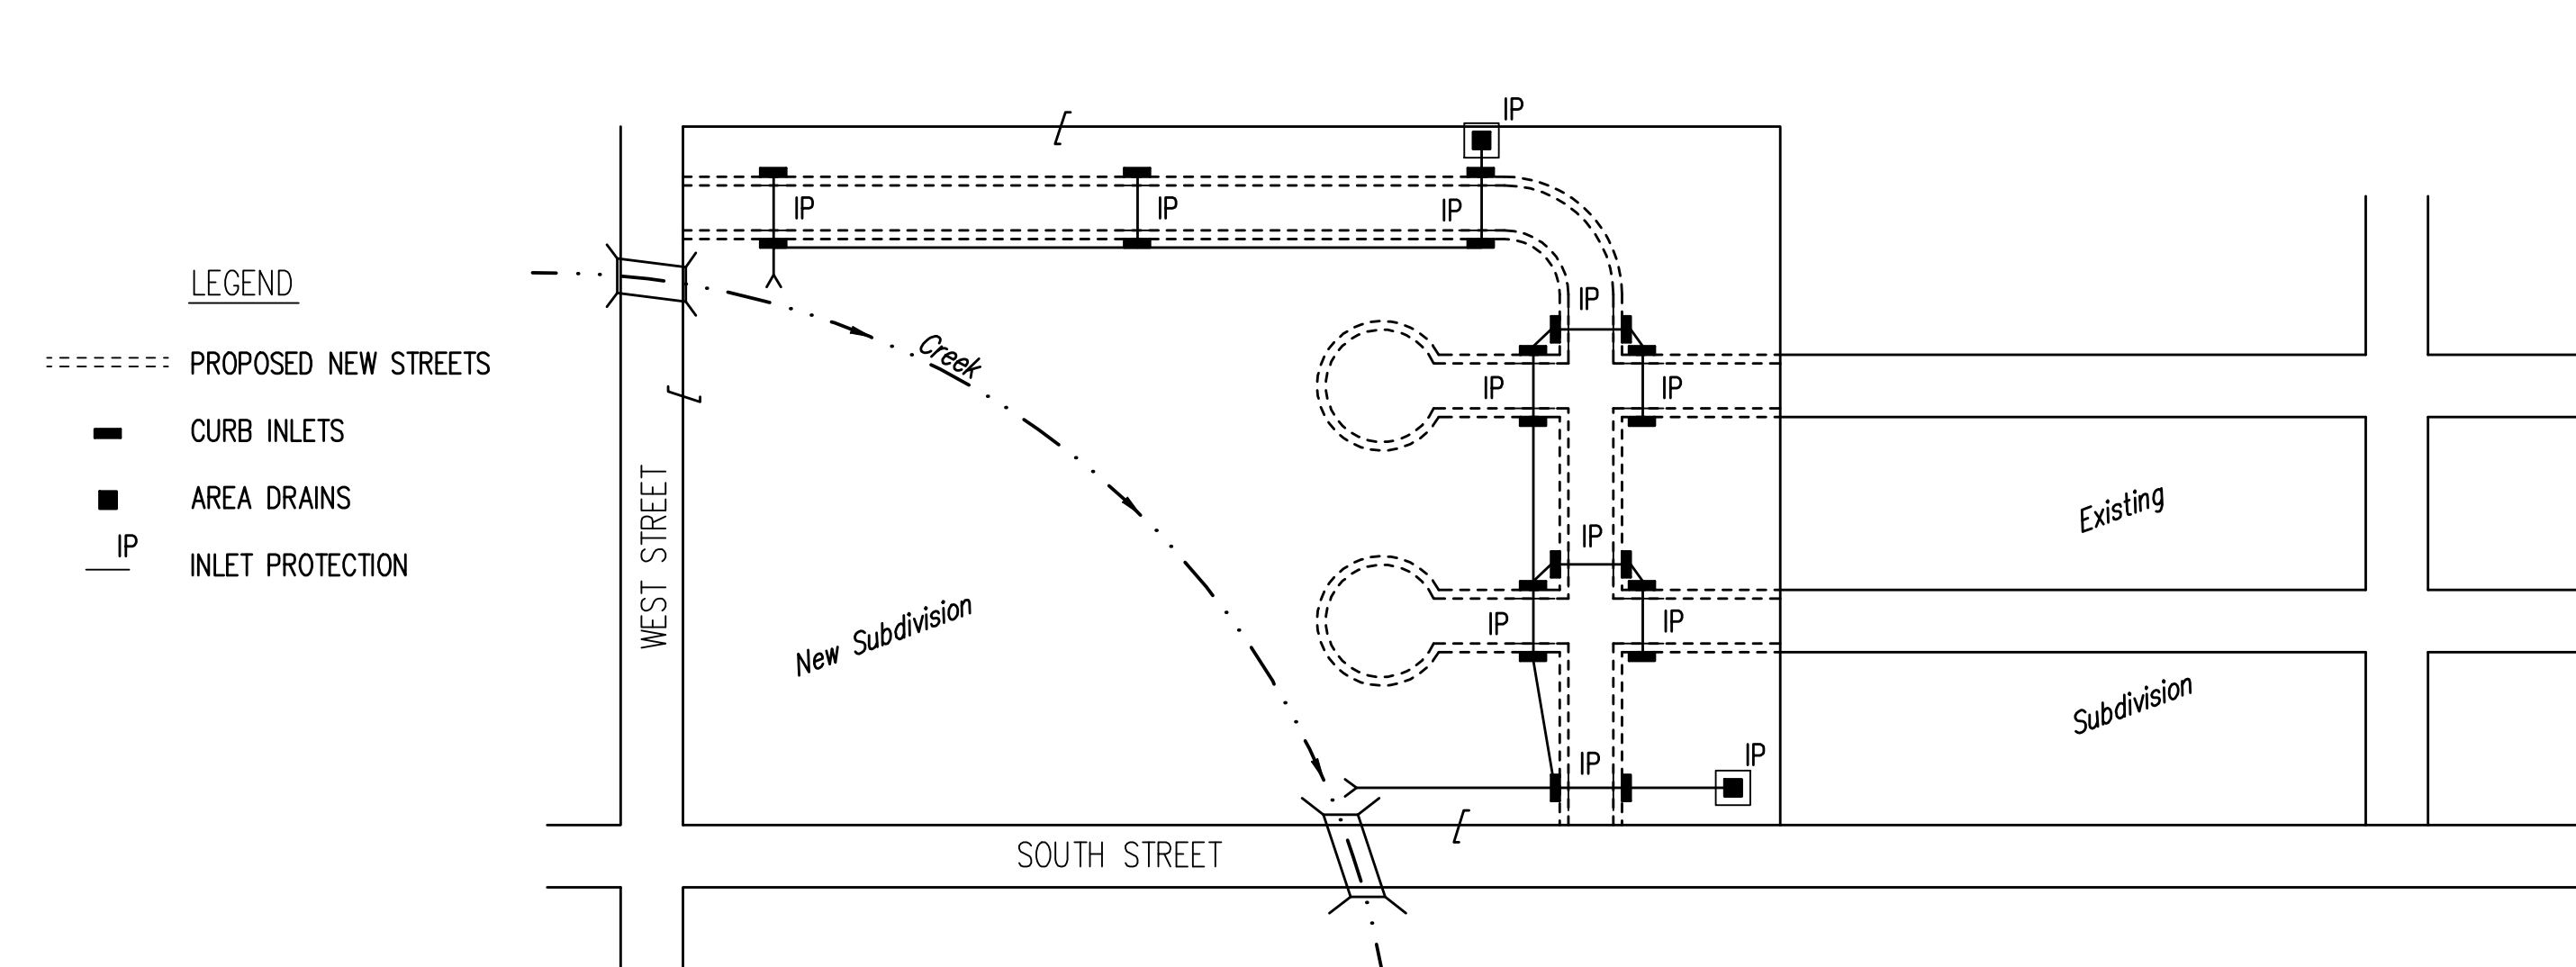 LEGEND
PROPOSED NEW STREETS
CURB INLETS
AREA DRAINS
IP
INLET PROTECTION
WEST STREET
SOUTH STREET
Creek
New Subdivision
Existing
Subdivision
IP
IP
IP
IP
IP
IP
IP
IP
IP
IP
IP
IP